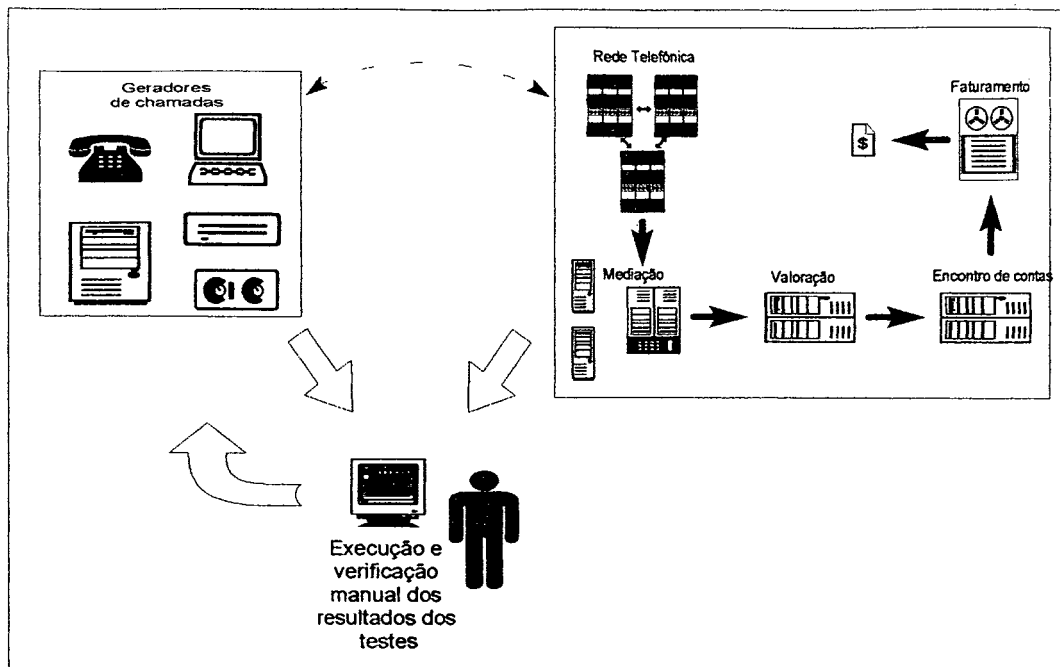 Geradores
de chamadas
Rede Telefônica
Faturamento
$
Mediação
Valoração
Encontro de contas
Execução e
verificação
manual dos
resultados dos
testes